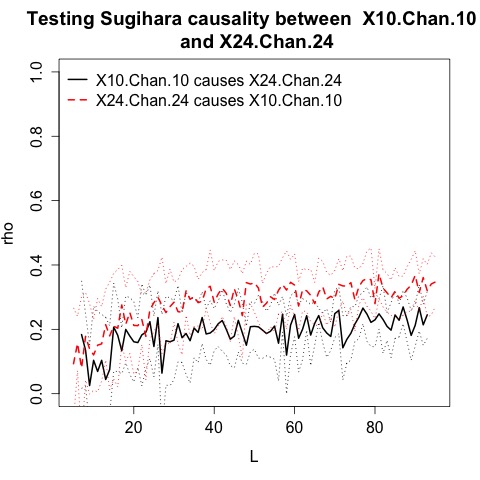 Testing Sugihara causality between  X10.Chan.10
and X24.Chan.24
X10.Chan.10 causes X24.Chan.24
X24.Chan.24 causes X10.Chan.10
1.0
0.8
0.6
0.4
0.2
0.0
rho
20
40
60
80
L